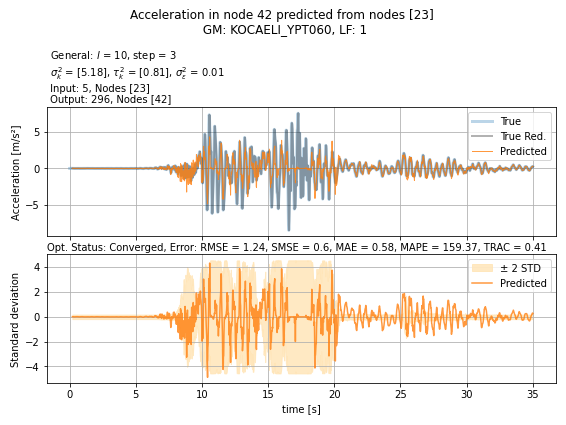 Acceleration in node 42 predicted from nodes [23]
GM: KOCAELI_YPT060, LF: 1
General: l = 10, step = 3
σ²ₖ = [5.18], τ²ₖ = [0.81], σ²ε = 0.01
Input: 5, Nodes [23]
Output: 296, Nodes [42]
Acceleration [m/s²]
5
0
−5
True
True Red.
Predicted
Opt. Status: Converged, Error: RMSE = 1.24, SMSE = 0.6, MAE = 0.58, MAPE = 159.37, TRAC = 0.41
Standard deviation
4
2
0
−2
−4
± 2 STD
Predicted
0 5 10 15 20 25 30 35
time [s]